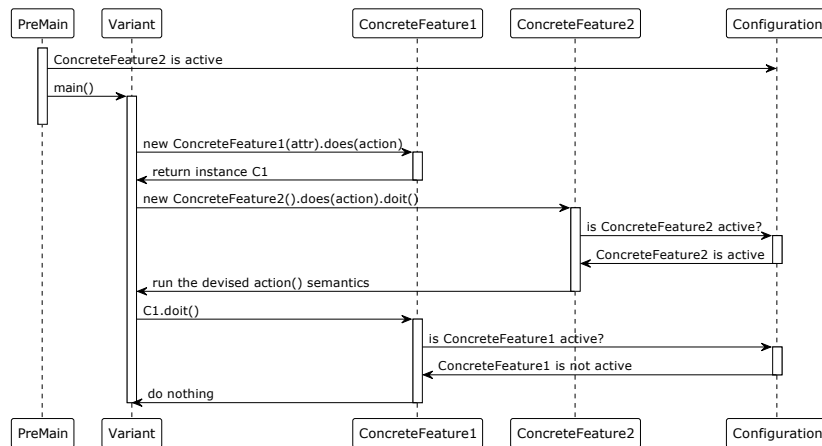 PreMain Variant ConcreteFeature1 ConcreteFeature2 Configuration
ConcreteFeature2 is active
main()
new ConcreteFeature1(attr).does(action)
return instance C1
new ConcreteFeature2().does(action).doit()
is ConcreteFeature2 active?
ConcreteFeature2 is active
run the devised action() semantics
C1.doit()
is ConcreteFeature1 active?
ConcreteFeature1 is not active
do nothing
PreMain Variant ConcreteFeature1 ConcreteFeature2 Configuration